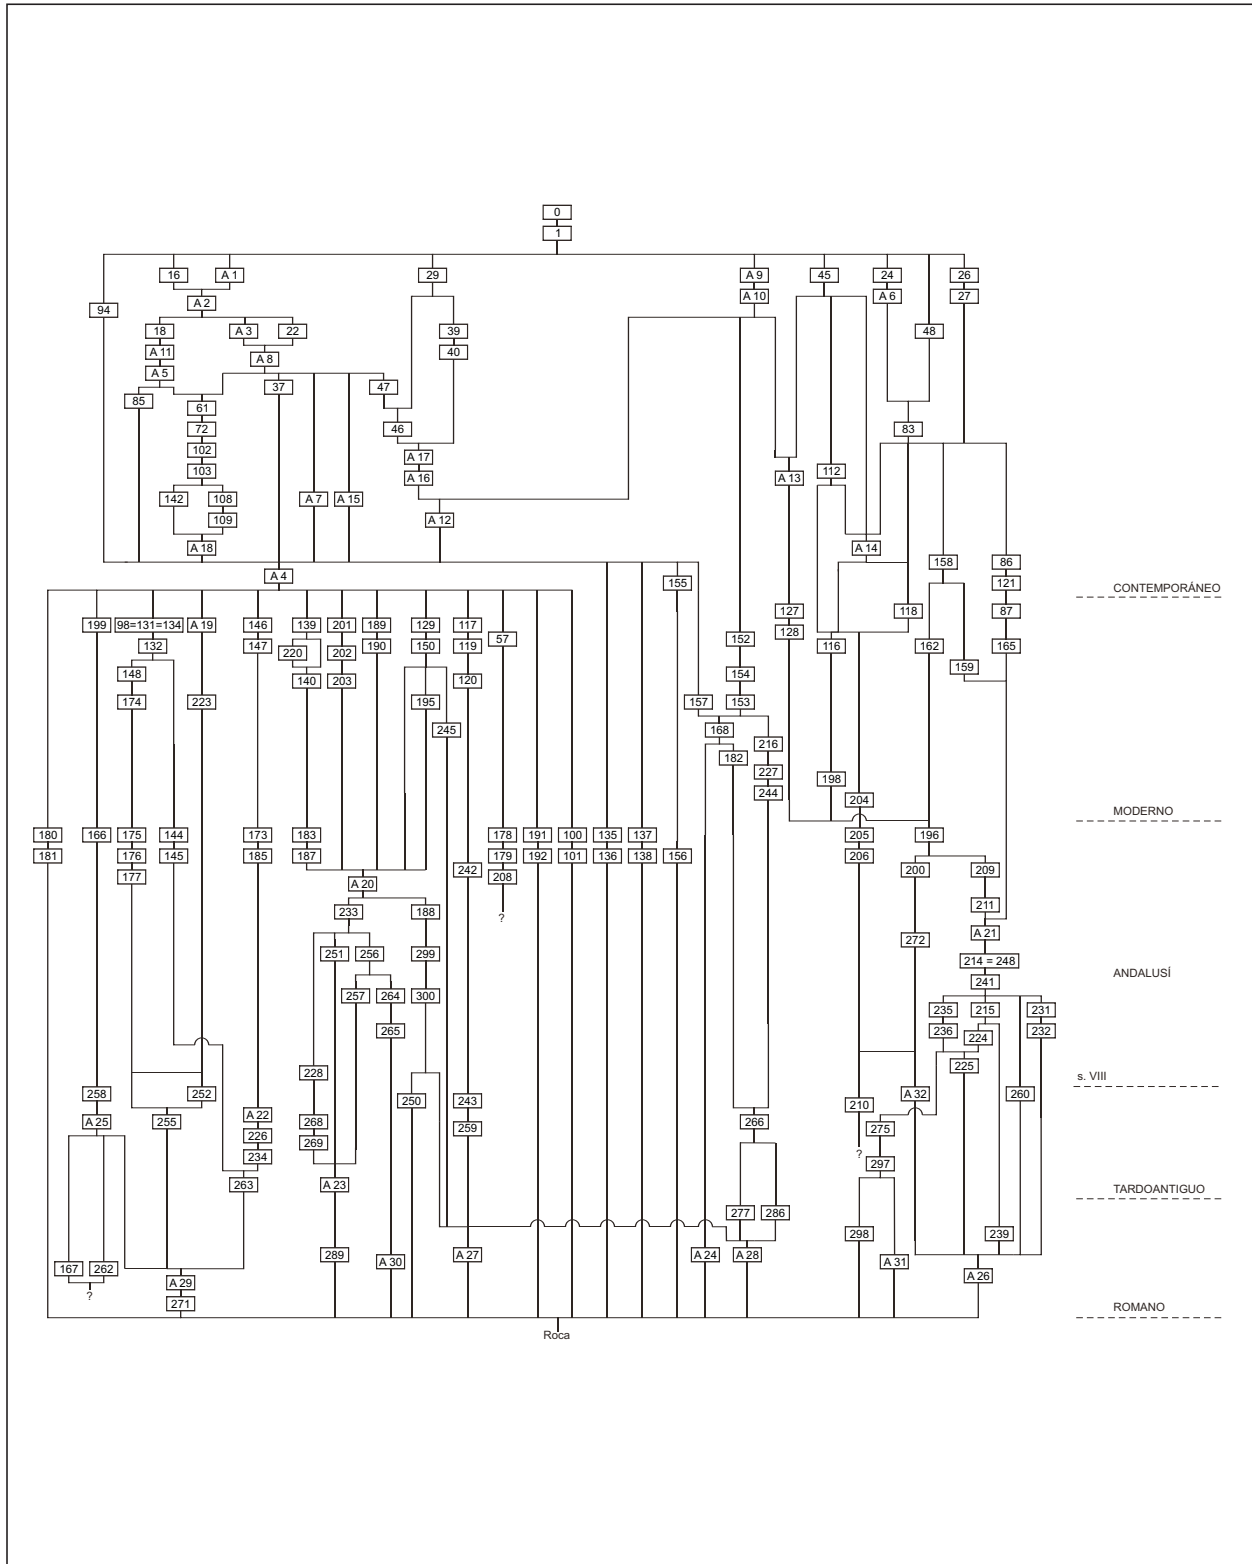 0
1
16 A 1 29 A 9 45 24 26
A 2 A 10 A 6 27
94
18 A 3 22 39 48
A 11 A 8 40
A 5 37 47
85 61
72 46 83
102 A 17
103 A 16 A 13 112
142 108 A 7 A 15
109 A 12
A 18 A 14
158 86
A 4 155 121
CONTEMPORÁNEO
127 118 87
199 98=131=134 A 19 146 139 201 189 129 117 128
132 147 220 202 190 150 119 57 152 116 162 165
148 140 203 120 154 159
174 223 195 157 153
245 168 216
182 227
198
244 204
MODERNO
180 166 175 144 173 183 178 191 100 135 137 205 196
181 176 145 185 187 179 192 101 136 138 156 206
177 A 20 242 208 200 209
233 188 ? 211
A 21
251 256 299 272
214 = 248
ANDALUSÍ
241
257 264 300
235 215 231
265 236 224 232
225
228 s. VIII
258 252 250 243 210 A 32 260
A 25 255 A 22 268 259 266 275
226
269
234 ? 297
263 A 23 TARDOANTIGUO
277 286
298 239
289 A 30 A 27 A 24 A 28 A 31
167 262 A 29 A 26
? 271
ROMANO
Roca